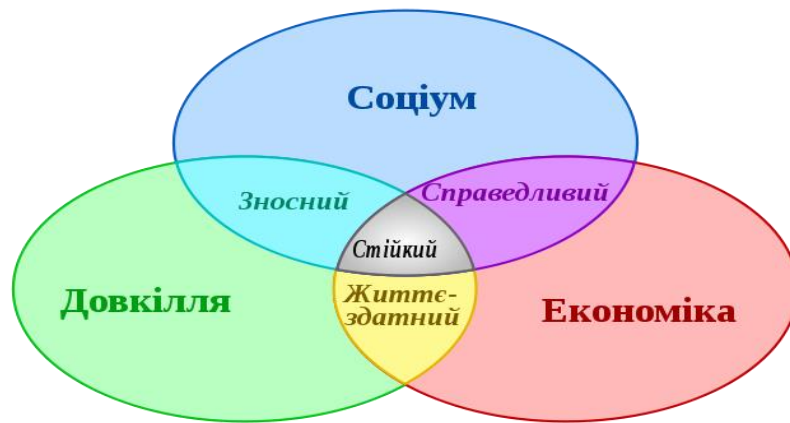 Соціум
Зносний
Справедливий
Стійкий
Довкілля
Життє-
здатний
Економіка